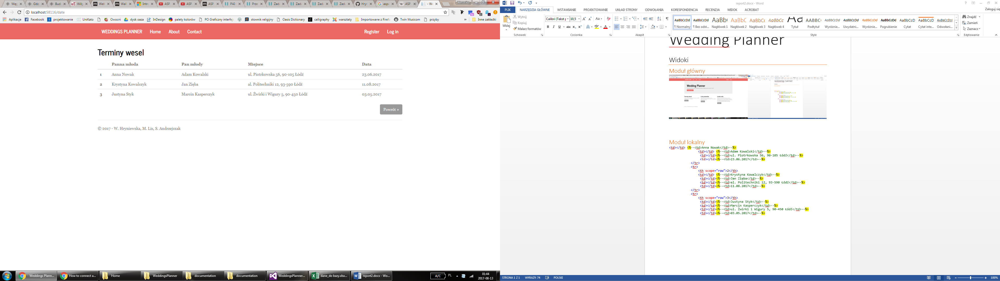 Węg
Gdzi
Bud
Wilg
Wel
Wal
Intro
ASP
ASP
ASP
PAI-
Prze
Zad
Zad
Zad
Zad
Hry
asp
ASP
- We
Weronika
localhost:58116/date
Aplikacje Facebook projektowanie UniKato Owocni dysk oaza InDesign palety kolorów PO Graficzny interfejs słownik religijny Oasis Dictionary calligraphy warsztaty Importowane z Firefo Twin Musicom przyby » Inne zakładki
WEDDINGS PLANNER Home About Contact Register Log in
Terminy wesel
Panna młoda Pan młody Miejsce Data
1 Anna Nowak Adam Kowalski ul. Piotrkowska 56, 90-105 Łódź 23.06.2017
2 Krystyna Kowalczyk Jan Zięba al. Politechniki 12, 93-590 Łódź 11.08.2017
3 Justyna Styk Marcin Kasperczyk ul. Żwirki i Wigury 5, 90-450 Łódź 03.05.2017
Powrót »
© 2017 - W. Hryniewska, M. Lis, S. Andrzejczak
- Weddings Plann... How to connect a... Home WeddingsPlanner documentation documentation WeddingsPlanner... dane_do bazy.xlsx... report2.docx - Wo... A/C PL 01:44
2017-08-13
report2.docx - Word
PLIK NARZĘDZIA GŁÓWNE WSTAWIANIE PROJEKTOWANIE UKŁAD STRONY ODWOŁANIA KORESPONDENCJA RECENZJA WIDOK ACROBAT Zaloguj się
Wklej
Wytnij
Kopiuj
Malarz formatów
Schowek
Calibri (Tekst p 10,5
B I U abc x₂ x²
Czcionka
Akapit
AaBbCcDd ¶ Normalny
AaBbCcDd ¶ Bez odst...
AaBb( Nagłówek 1
AaBbC Nagłówek 2
AaBbCc Nagłówek 3
AaBbCc Nagłówek 4
Aa Tytuł
AABBCC Podtytuł
AaBbCcDd Wyróżnie...
AaBbCcDd Uwydatni...
AaBbCcDd Wyróżnie...
AaBbCcDd Pogrubienie
AaBbCcD Cytat
AaBbCcD Cytat inte...
AABBCCDD Odwołani...
Style
Znajdź
Zamień
Zaznacz
Edytowanie
Wedding Planner
Widoki
Moduł główny
Wedding Planner
Moduł lokalny
<td></td> <%--<td>Anna Nowak</td>--%>
<td></td> <%--<td>Adam Kowalski</td>--%>
<td></td><%--<td>ul. Piotrkowska 56, 90-105 Łódź</td>--%>
<td></td><%--<td>23.06.2017</td>--%>
</tr>
<tr>
<th scope="row">2</th>
<td></td> <%--<td>Krystyna Kowalczyk</td>--%>
<td></td><%--<td>Jan Zięba</td>--%>
<td></td><%--<td>al. Politechniki 12, 93-590 Łódź</td>--%>
<td></td><%--<td>11.08.2017</td>--%>
</tr>
<tr>
<th scope="row">3</th>
<td></td><%--<td>Justyna Styk</td>--%>
<td></td><%--<td>Marcin Kasperczyk</td>--%>
<td></td><%--<td>ul. Żwirki i Wigury 5, 90-450 Łódź</td>--%>
<td></td><%--<td>03.05.2017</td>--%>
STRONA 1 Z 1 WYRAZY: 74 POLSKI 100%